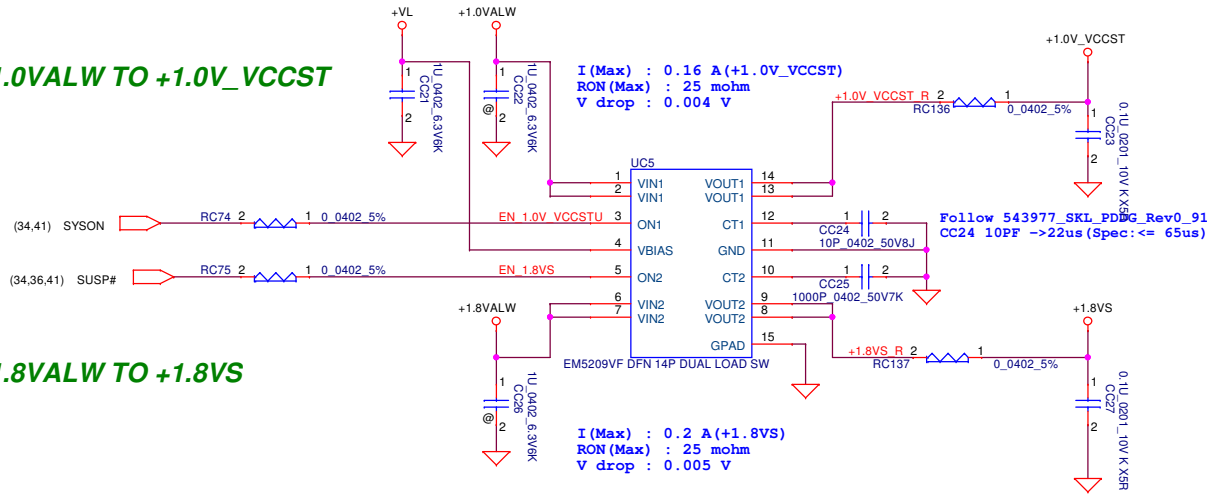 +VL
+1.0VALW
+1.0V_VCCST
.0VALW TO +1.0V_VCCST
1
2
CC21
1U_0402_6.3V6K
1
@
2
CC22
1U_0402_6.3V6K
I(Max) : 0.16 A(+1.0V_VCCST)
RON(Max) : 25 mohm
V drop : 0.004 V
+1.0V_VCCST_R
2
1
RC136
0_0402_5%
1
2
CC23
0.1U_0201_10V K X5R
UC5
1
2
3
4
5
6
7
VIN1
VIN1
ON1
VBIAS
ON2
VIN2
VIN2
VOUT1
VOUT1
CT1
GND
CT2
VOUT2
VOUT2
GPAD
14
13
12
11
10
9
8
15
(34,41) SYSON
RC74 2
1 0_0402_5%
EN_1.0V_VCCSTU
(34,36,41) SUSP#
RC75 2
1 0_0402_5%
EN_1.8VS
1
2
CC24
10P_0402_50V8J
1
2
CC25
1000P_0402_50V7K
Follow 543977_SKL_PDDG_Rev0_91
CC24 10PF ->22us(Spec:<= 65us)
+1.8VALW
+1.8VS
.8VALW TO +1.8VS
EM5209VF DFN 14P DUAL LOAD SW
+1.8VS_R
2
1
RC137
0_0402_5%
1
@
2
CC26
1U_0402_6.3V6K
1
2
CC27
0.1U_0201_10V K X5R
I(Max) : 0.2 A(+1.8VS)
RON(Max) : 25 mohm
V drop : 0.005 V